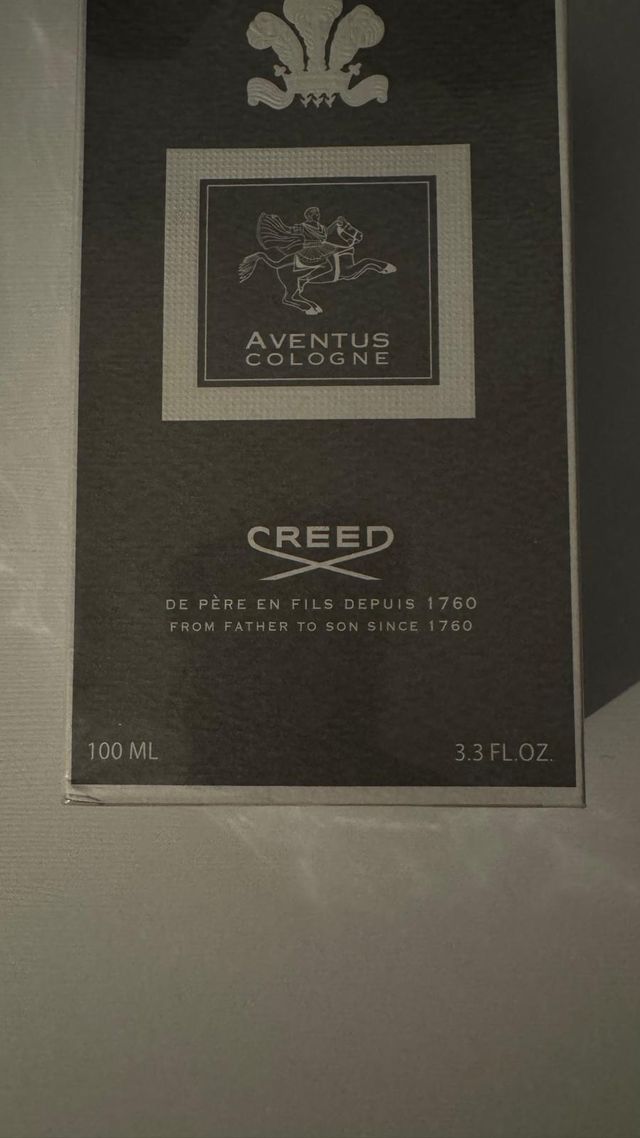 AVENTUS
COLOGNE
CREED
DE PÈRE EN FILS DEPUIS 1760
FROM FATHER TO SON SINCE 1760
100 ML
3.3 FL.OZ.